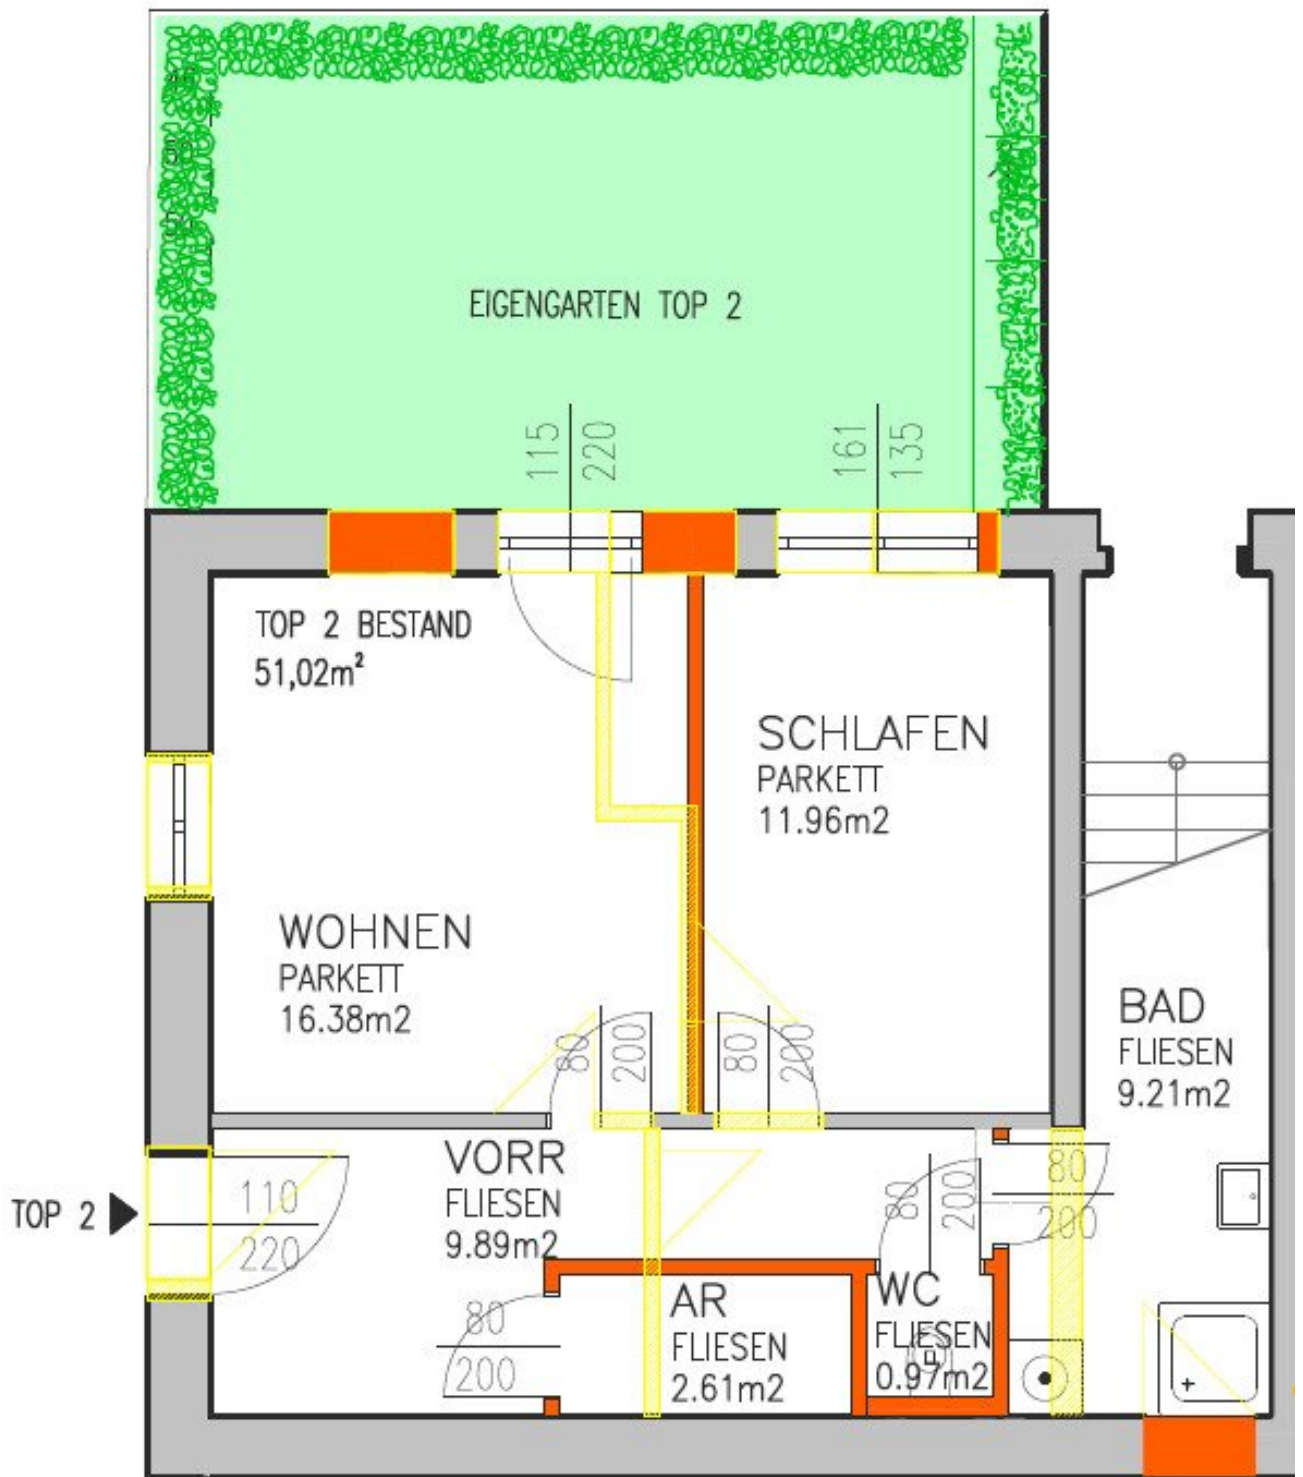 EIGENGARTEN TOP 2
115
220
161
135
TOP 2 BESTAND
51,02m²
SCHLAFEN
PARKETT
11.96m2
WOHNEN
PARKETT
16.38m2
BAD
FLIESEN
9.21m2
80
200
80
200
VORR
FLIESEN
9.89m2
TOP 2
110
220
80
200
80
200
AR
FLIESEN
2.61m2
WC
FLIESEN
0.97m2
80
200